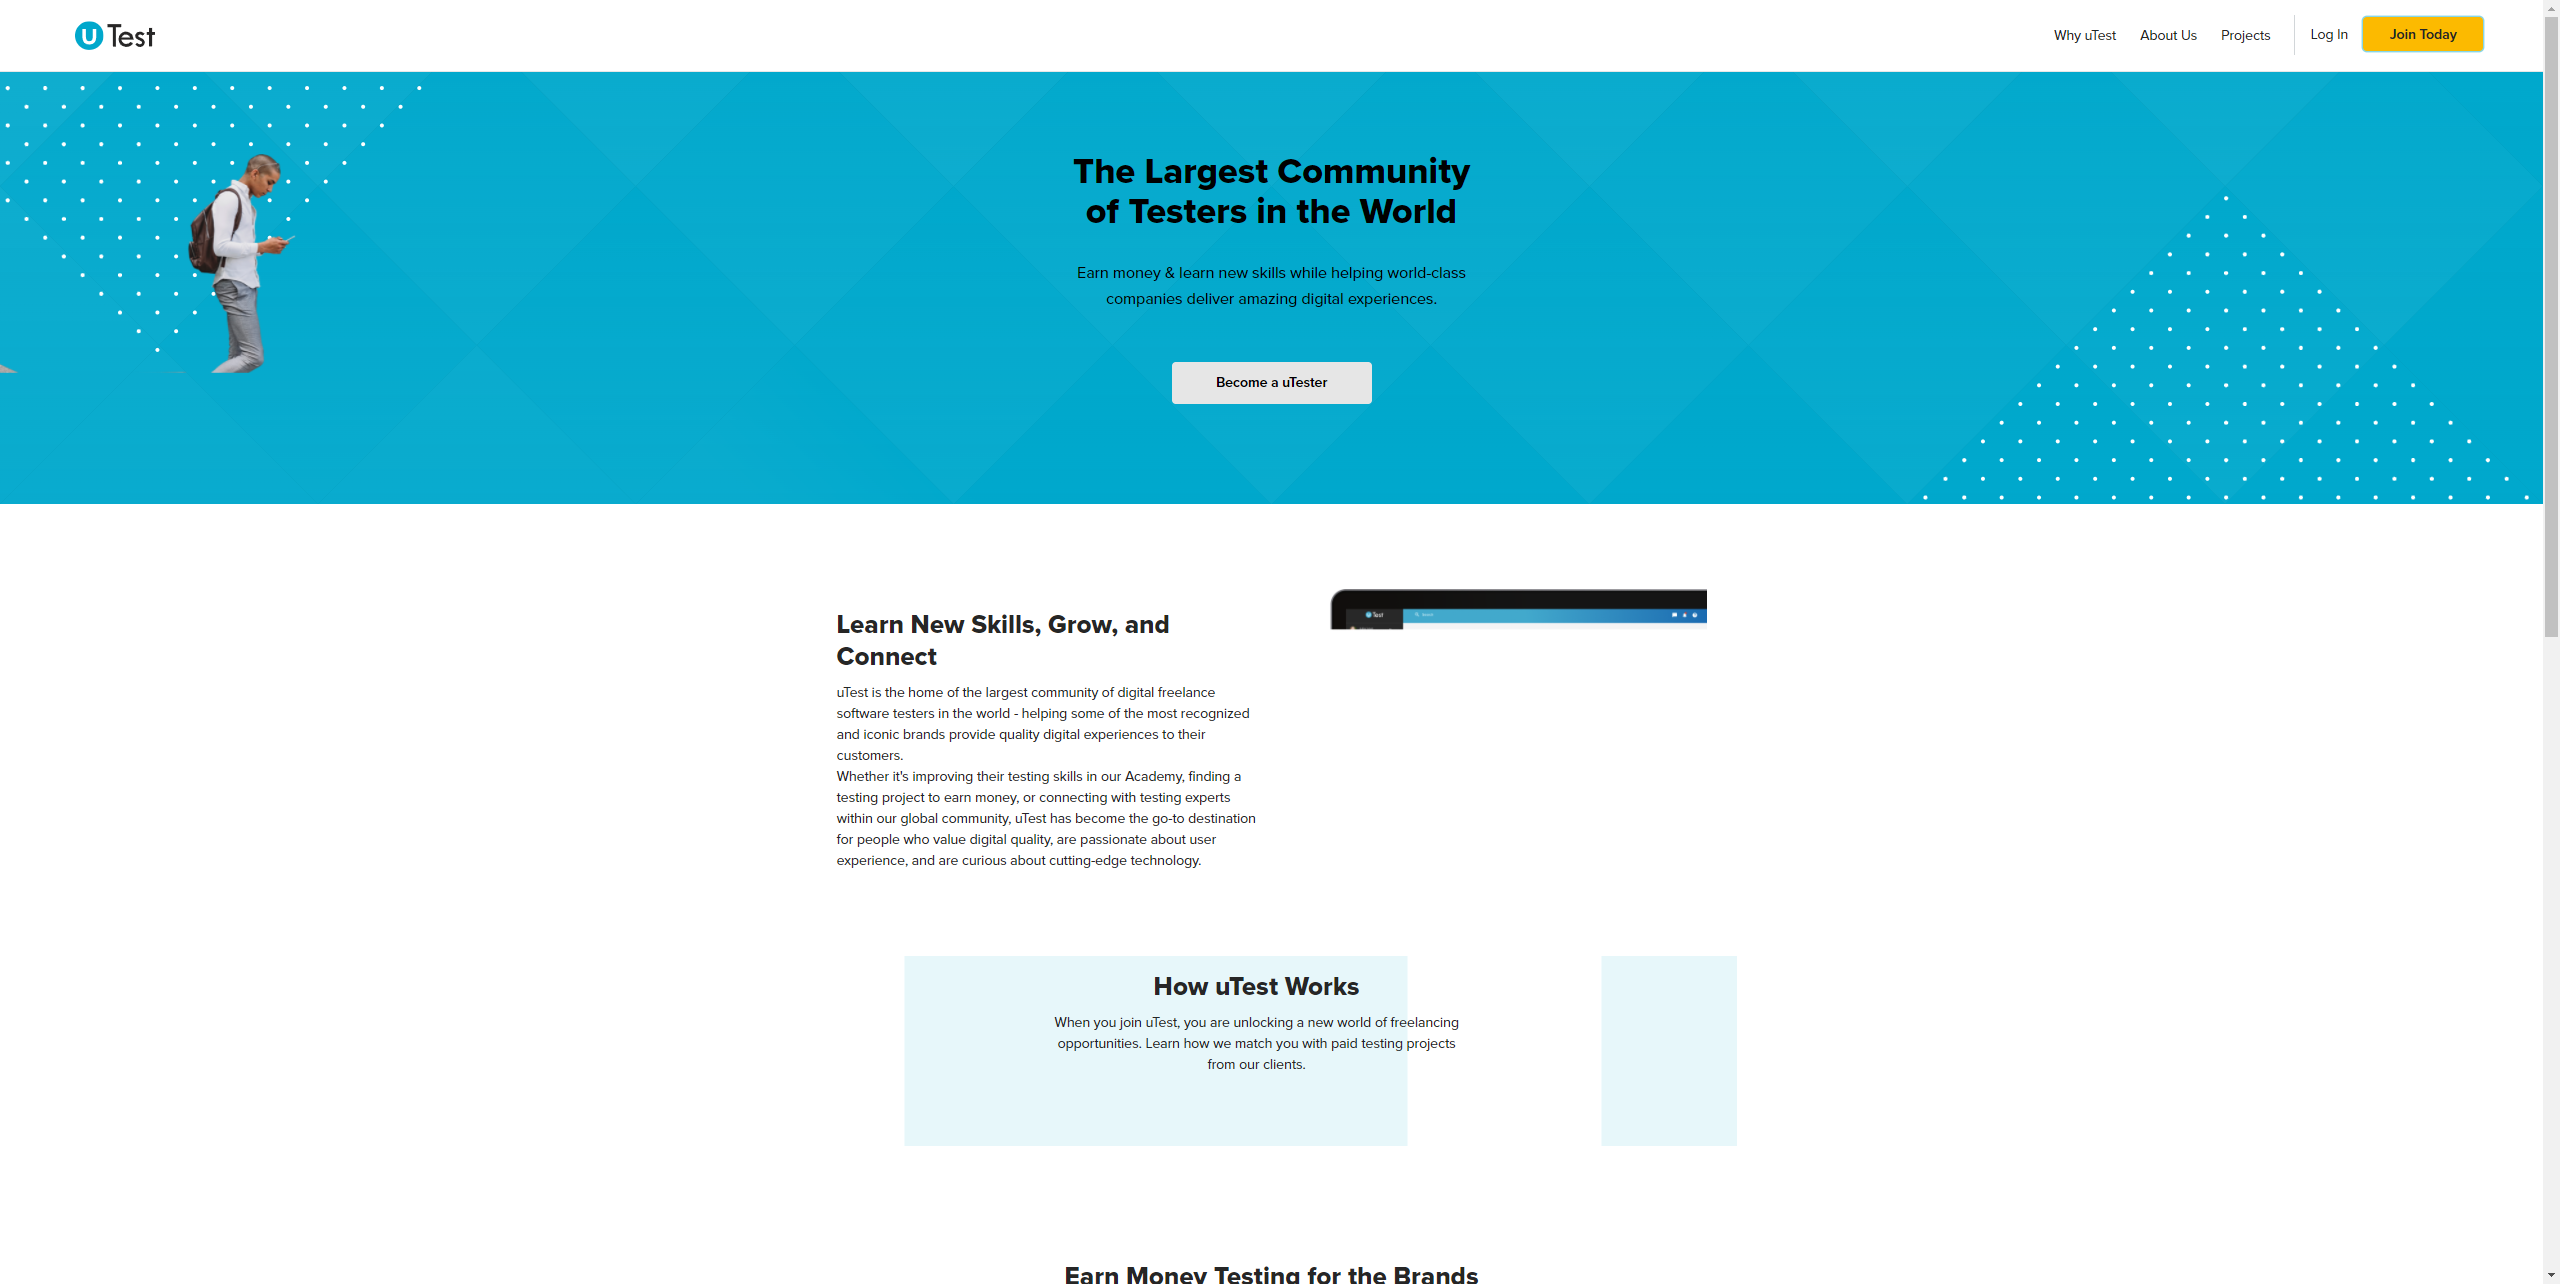 uTest
Why uTest
About Us
Projects
Log In
Join Today
The Largest Community
of Testers in the World
Earn money & learn new skills while helping world-class
companies deliver amazing digital experiences.
Become a uTester
Learn New Skills, Grow, and
Connect
uTest is the home of the largest community of digital freelance
software testers in the world - helping some of the most recognized
and iconic brands provide quality digital experiences to their
customers.
Whether it's improving their testing skills in our Academy, finding a
testing project to earn money, or connecting with testing experts
within our global community, uTest has become the go-to destination
for people who value digital quality, are passionate about user
experience, and are curious about cutting-edge technology.
uTest
How uTest Works
When you join uTest, you are unlocking a new world of freelancing
opportunities. Learn how we match you with paid testing projects
from our clients.
Earn Money Testing for the Brands